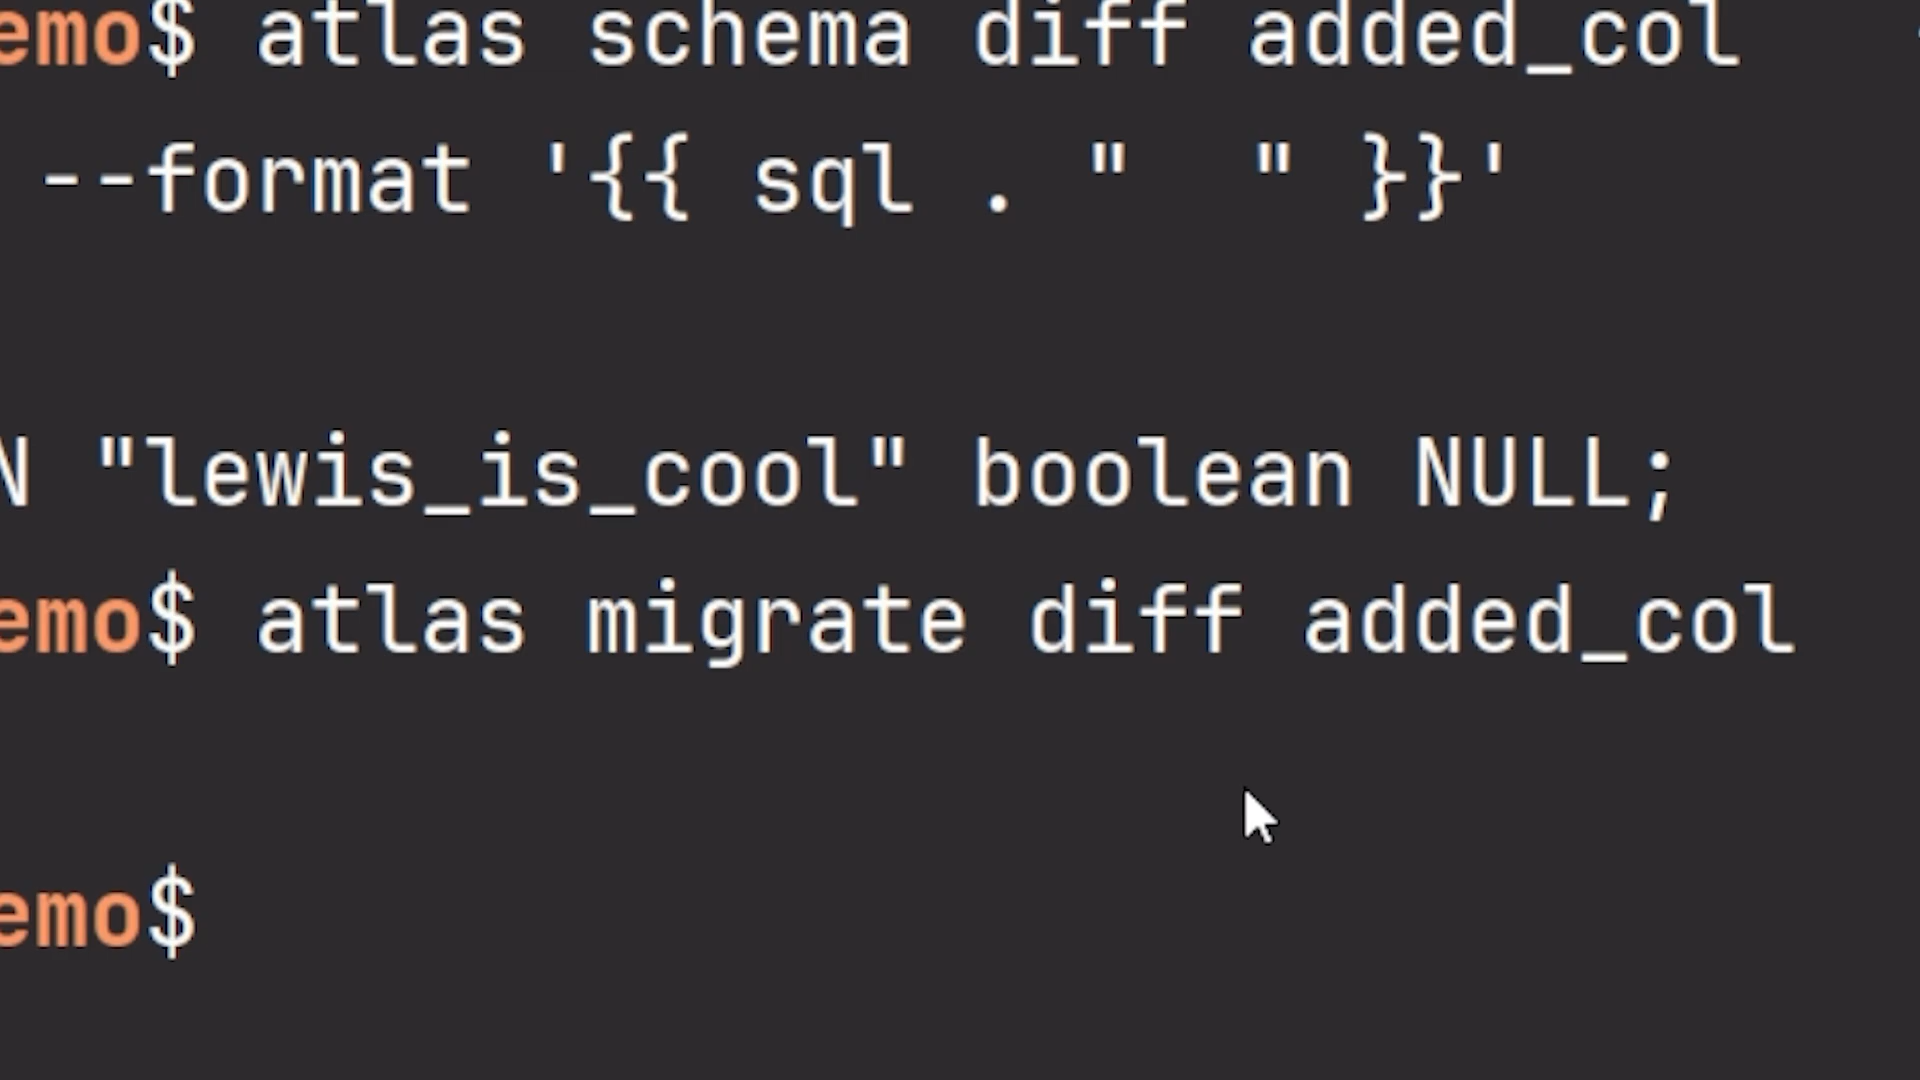 emo$ atlas schema diff added_col
--format '{{ sql . "  " }}'
N "lewis_is_cool" boolean NULL;
emo$ atlas migrate diff added_col
emo$